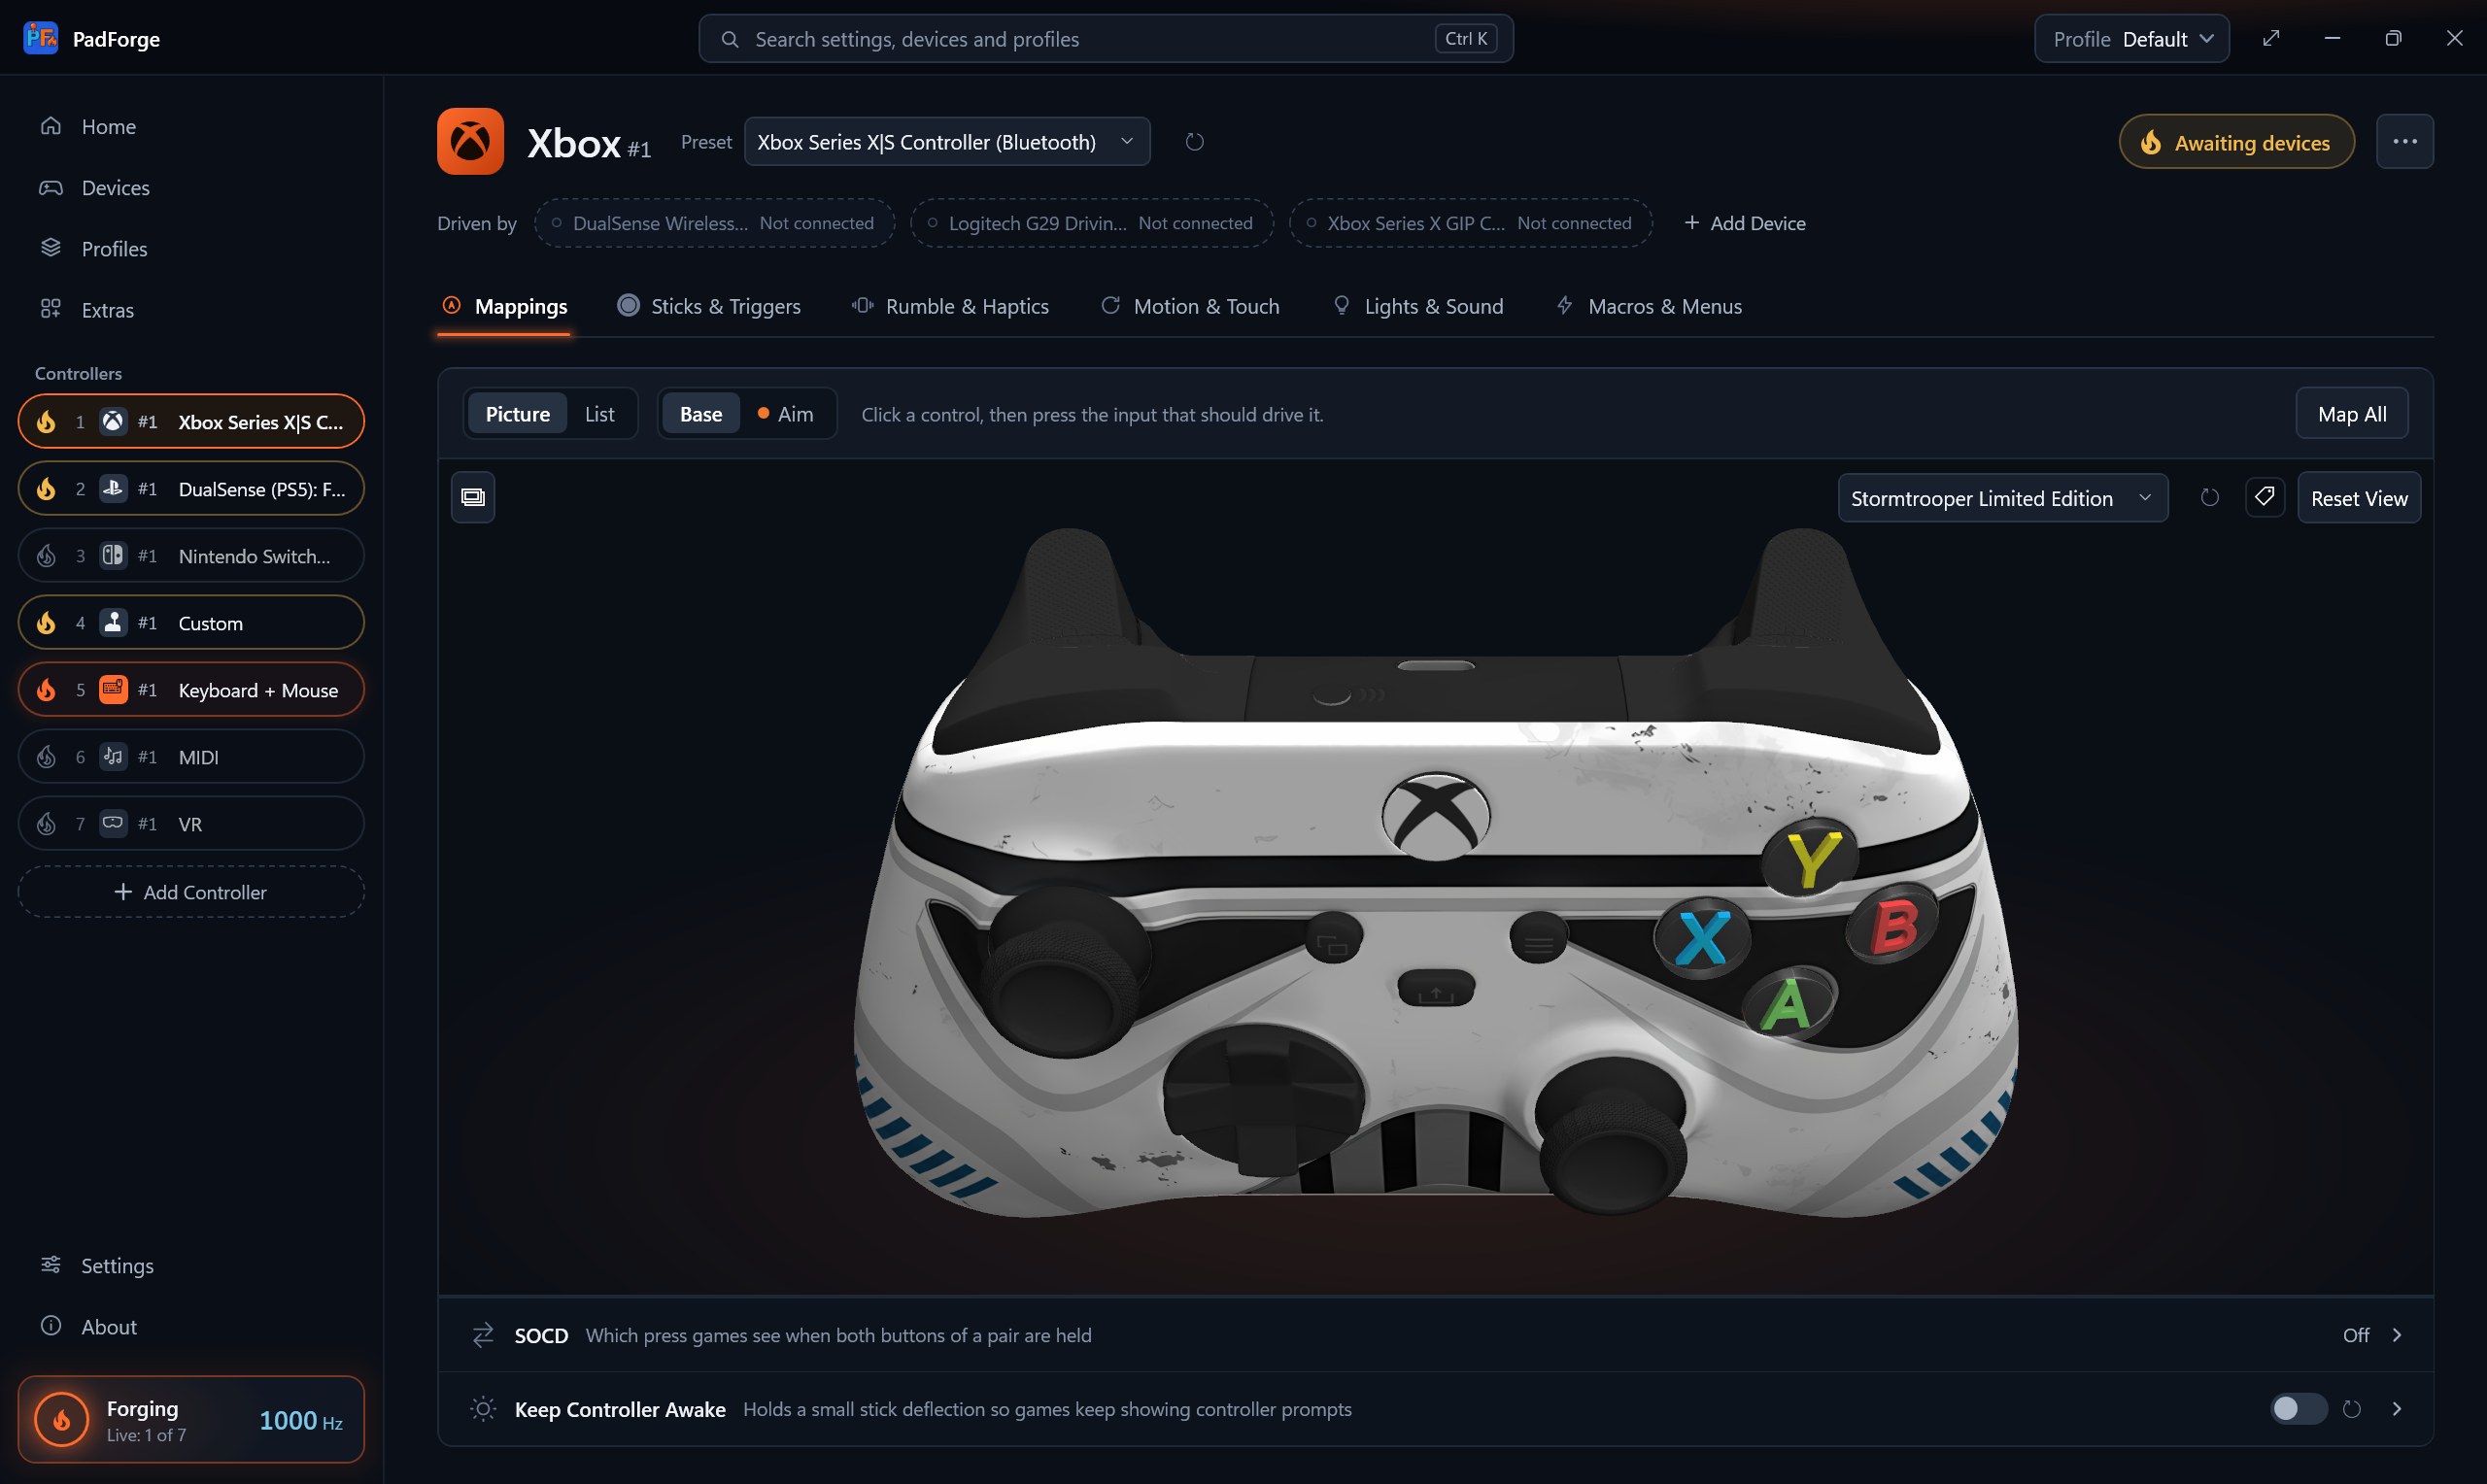 PadForge
Search settings, devices and profiles
Ctrl K
Profile Default
Home
Devices
Profiles
Extras
Controllers
1 #1 Xbox Series X|S C...
2 #1 DualSense (PS5): F...
3 #1 Nintendo Switch...
4 #1 Custom
5 #1 Keyboard + Mouse
6 #1 MIDI
7 #1 VR
+ Add Controller
Settings
About
Forging
Live: 1 of 7
1000 Hz
Xbox #1
Preset
Xbox Series X|S Controller (Bluetooth)
Awaiting devices
Driven by
DualSense Wireless... Not connected
Logitech G29 Drivin... Not connected
Xbox Series X GIP C... Not connected
+ Add Device
Mappings
Sticks & Triggers
Rumble & Haptics
Motion & Touch
Lights & Sound
Macros & Menus
Picture
List
Base
Aim
Click a control, then press the input that should drive it.
Map All
Stormtrooper Limited Edition
Reset View
Y
X
B
A
SOCD Which press games see when both buttons of a pair are held
Off
Keep Controller Awake Holds a small stick deflection so games keep showing controller prompts